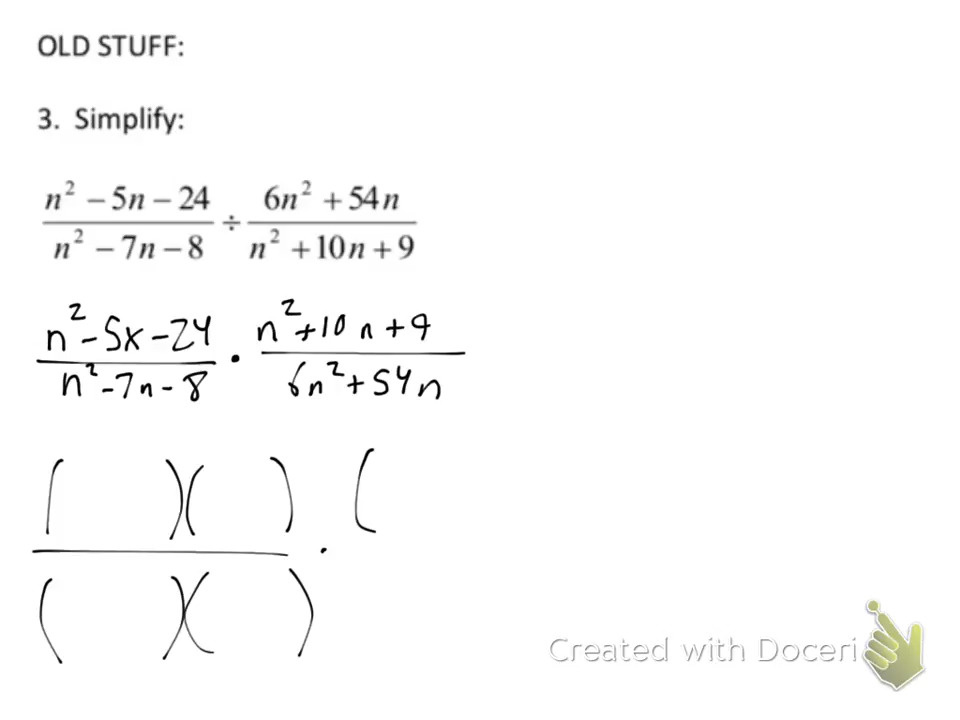 OLD STUFF:
3. Simplify:
n² − 5n − 24 / n² − 7n − 8 ÷ 6n² + 54n / n² + 10n + 9
n² - 5x - 24 / n² - 7n - 8 · n² + 10n + 9 / 6n² + 54n
( )( ) / ( )( ) · (
Created with Doceri